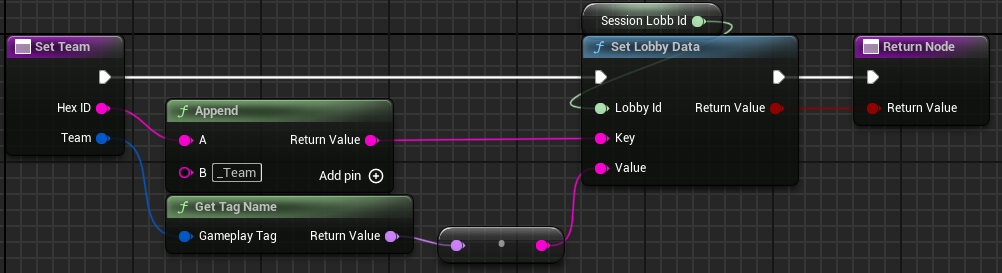 Session Lobb Id
Set Team
Set Lobby Data
Return Node
Hex ID
Append
Lobby Id
Return Value
Return Value
Team
A
Return Value
Key
B
_Team
Add pin
Value
Get Tag Name
Gameplay Tag
Return Value